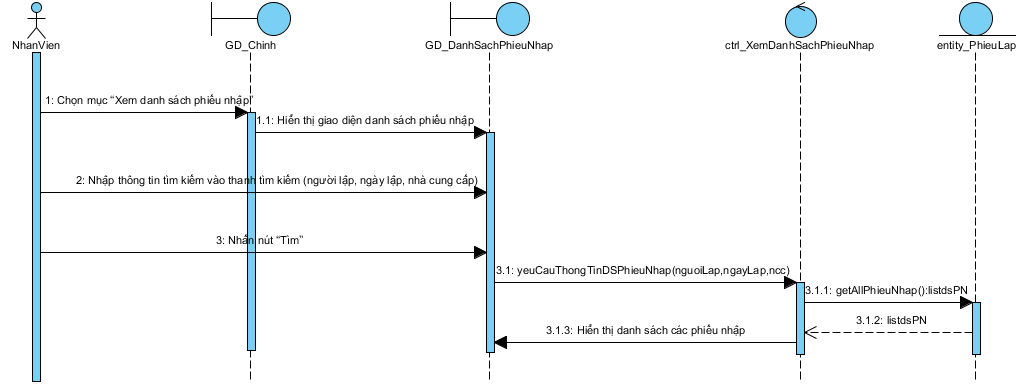 NhanVien
GD_Chinh
GD_DanhSachPhieuNhap
ctrl_XemDanhSachPhieuNhap
entity_PhieuLap
1: Chọn mục “Xem danh sách phiếu nhập”
1.1: Hiển thị giao diện danh sách phiếu nhập
2: Nhập thông tin tìm kiếm vào thanh tìm kiếm (người lập, ngày lập, nhà cung cấp)
3: Nhấn nút “Tìm”
3.1: yeuCauThongTinDSPhieuNhap(nguoiLap,ngayLap,ncc)
3.1.1: getAllPhieuNhap():listdsPN
3.1.2: listdsPN
3.1.3: Hiển thị danh sách các phiếu nhập